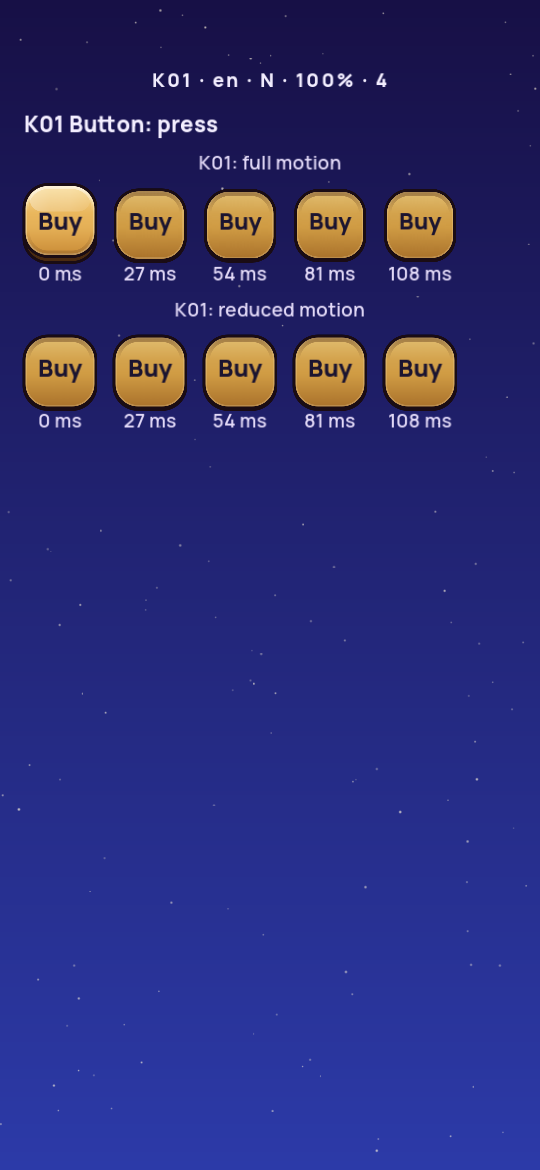 K01 · en · N · 100% · 4
K01 Button: press
K01: full motion
Buy Buy Buy Buy Buy
0 ms 27 ms 54 ms 81 ms 108 ms
K01: reduced motion
Buy Buy Buy Buy Buy
0 ms 27 ms 54 ms 81 ms 108 ms